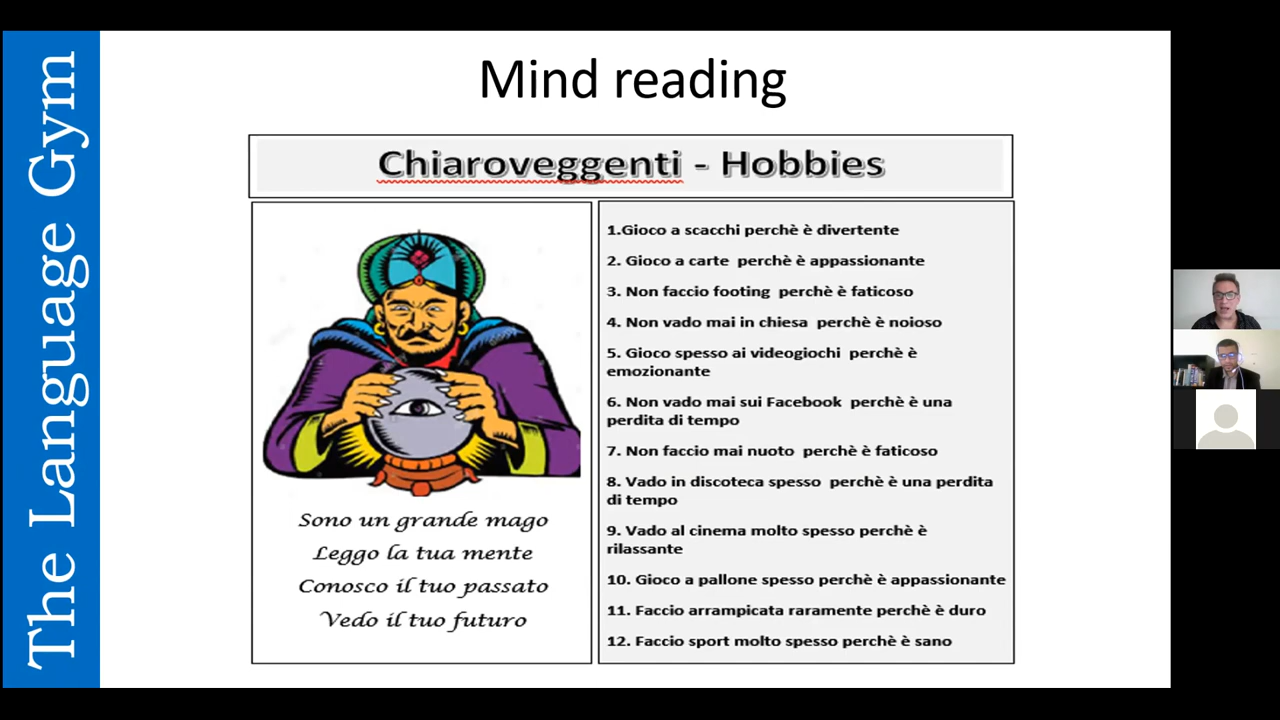 The Language Gym
Mind reading
Chiaroveggenti - Hobbies
Sono un grande mago
Leggo la tua mente
Conosco il tuo passato
Vedo il tuo futuro
1.Gioco a scacchi perchè è divertente
2. Gioco a carte perchè è appassionante
3. Non faccio footing perchè è faticoso
4. Non vado mai in chiesa perchè è noioso
5. Gioco spesso ai videogiochi perchè è
emozionante
6. Non vado mai sui Facebook perchè è una
perdita di tempo
7. Non faccio mai nuoto perchè è faticoso
8. Vado in discoteca spesso perchè è una perdita
di tempo
9. Vado al cinema molto spesso perchè è
rilassante
10. Gioco a pallone spesso perchè è appassionante
11. Faccio arrampicata raramente perchè è duro
12. Faccio sport molto spesso perchè è sano